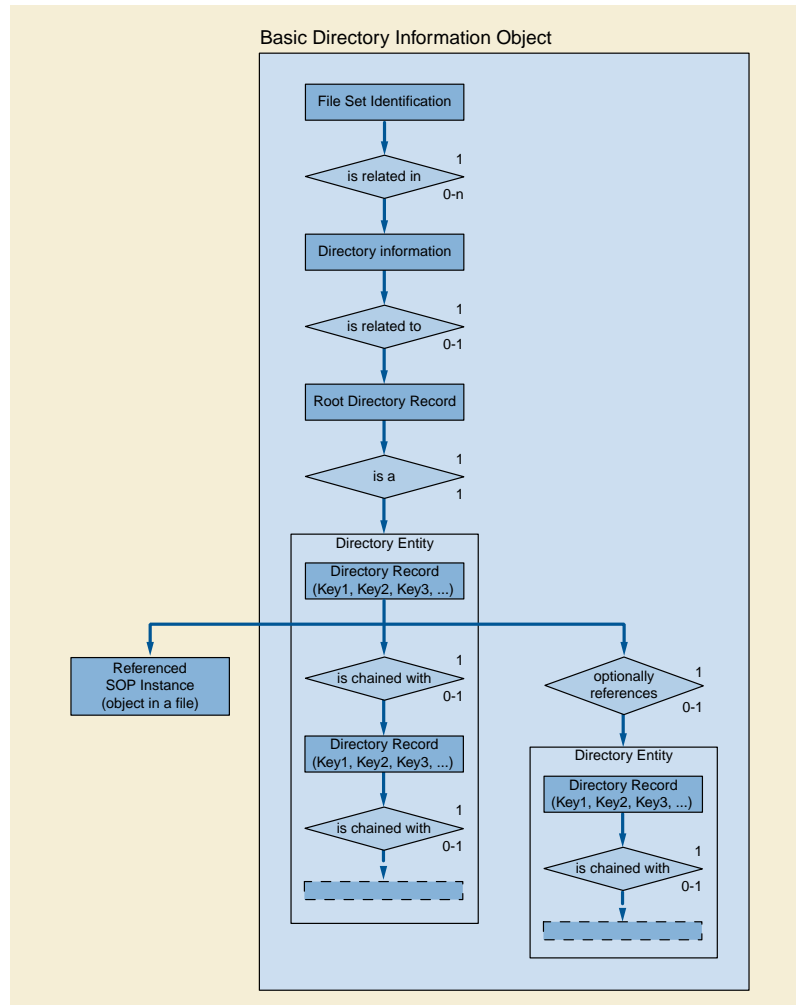 Basic Directory Information Object
File Set Identification
1
is related in
0-n
Directory information
1
is related to
0-1
Root Directory Record
1
is a
1
Directory Entity
Directory Record
(Key1, Key2, Key3, ...)
Referenced
SOP Instance
(object in a file)
1
is chained with
0-1
1
optionally
references
0-1
Directory Record
(Key1, Key2, Key3, ...)
1
is chained with
0-1
Directory Entity
Directory Record
(Key1, Key2, Key3, ...)
1
is chained with
0-1